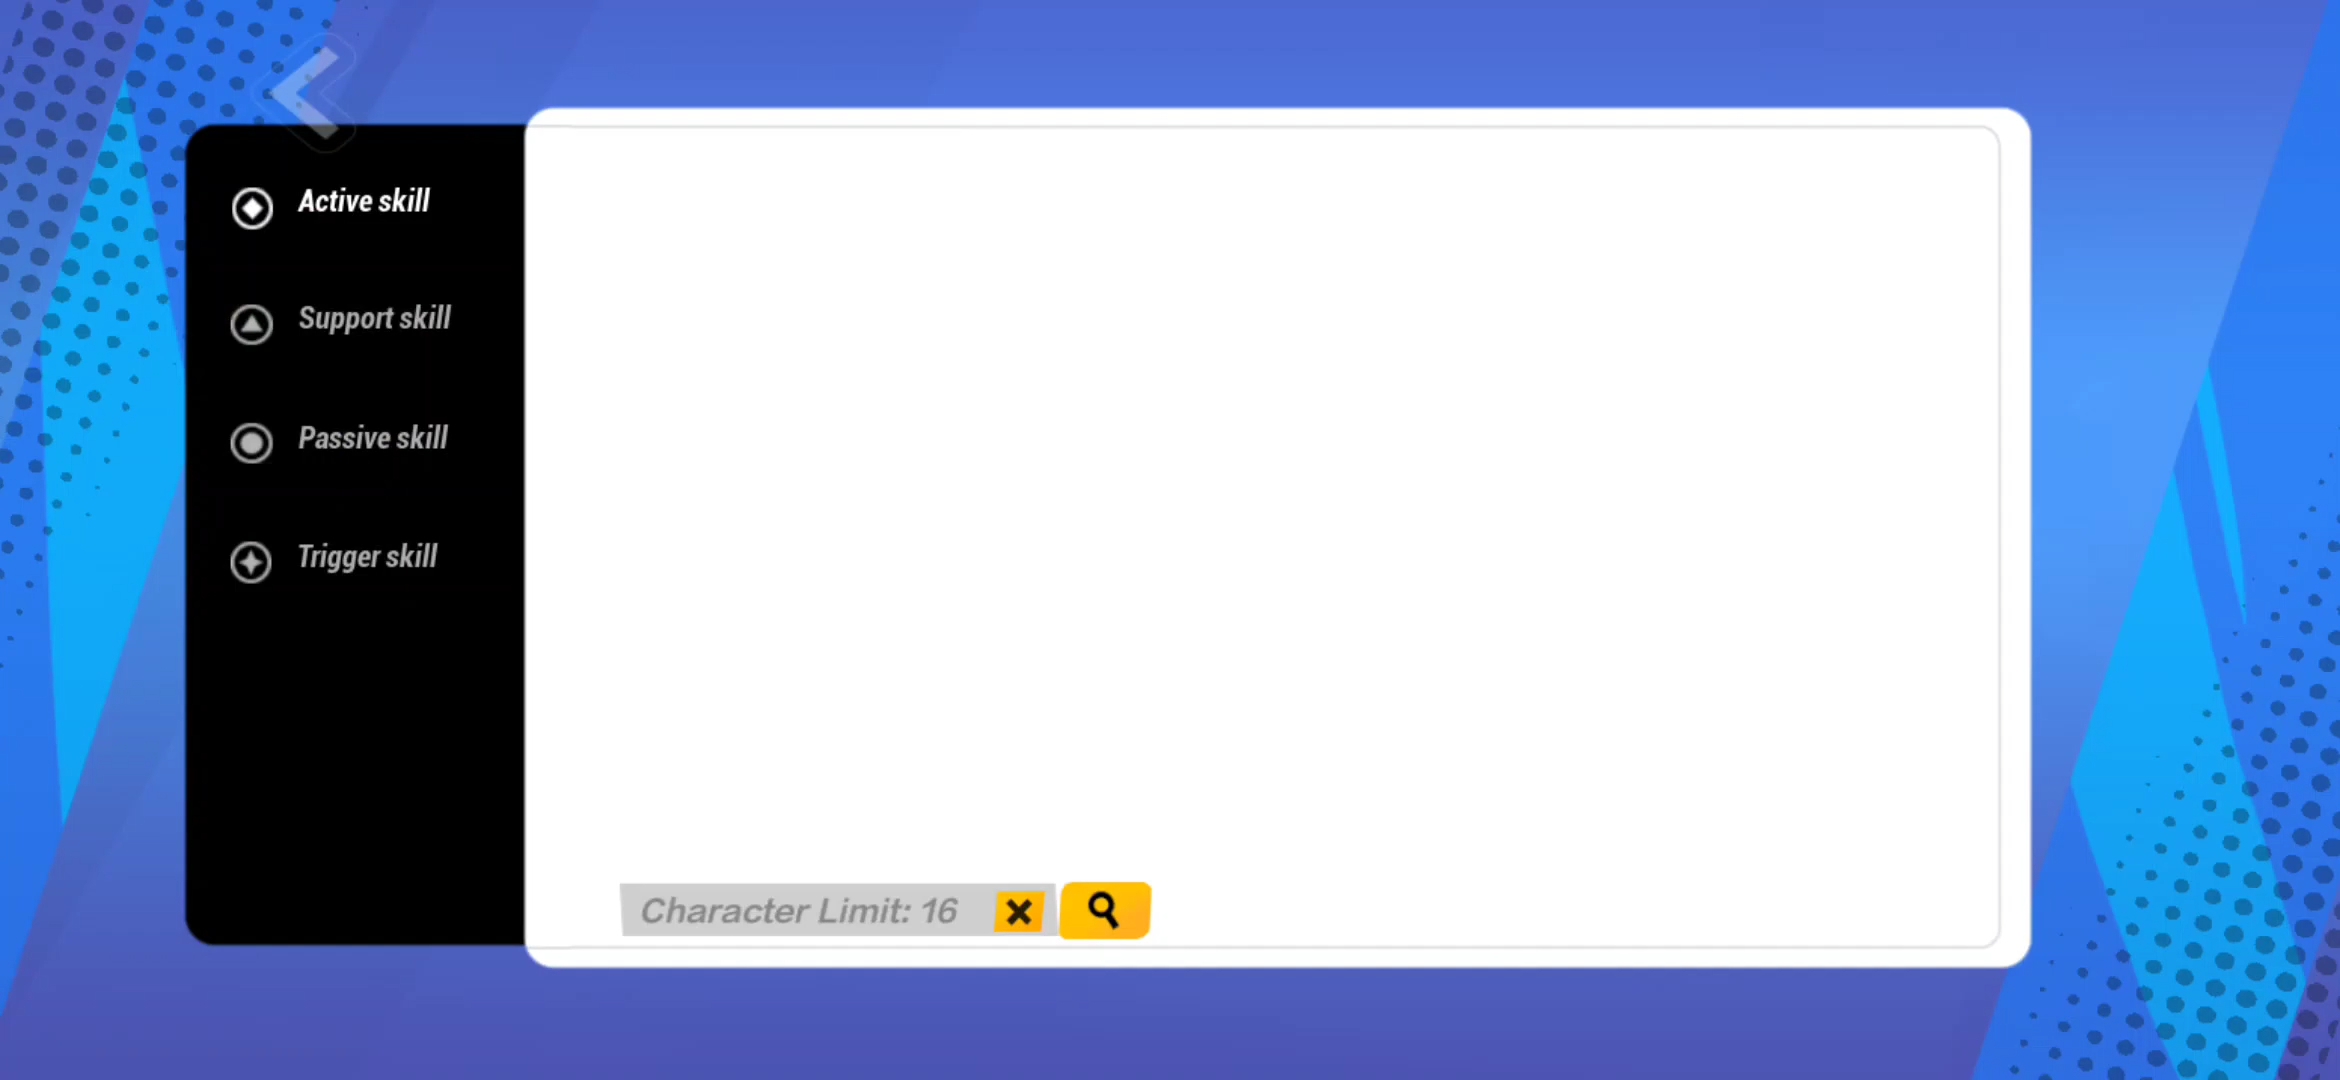 Active skill
Support skill
Passive skill
Trigger skill
Character Limit: 16